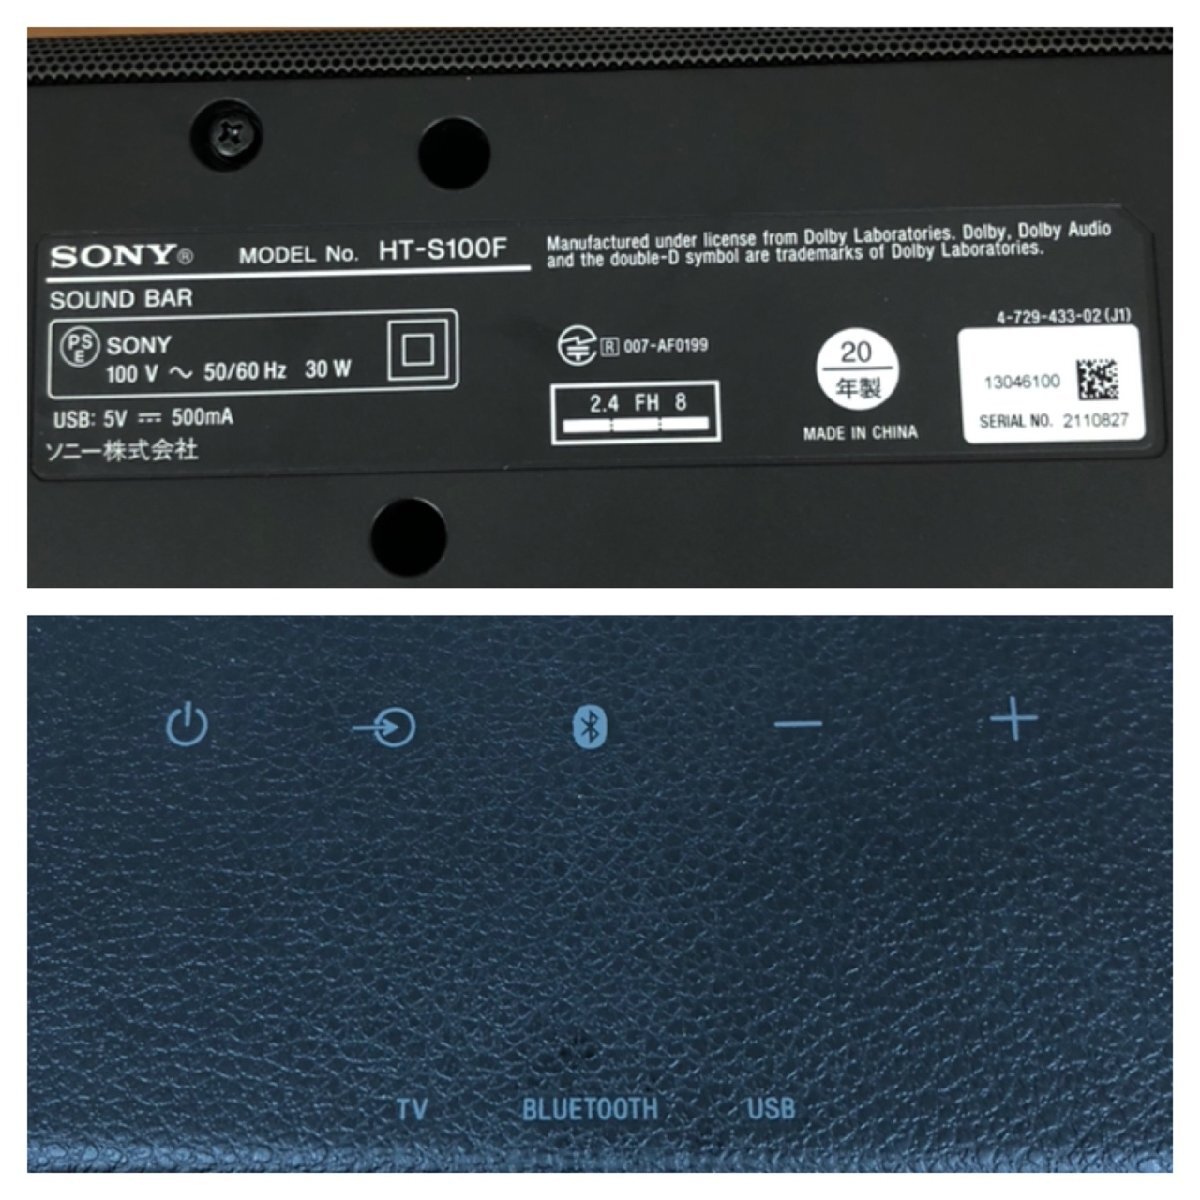 SONY® MODEL No. HT-S100F
SOUND BAR
PSE SONY
100 V ～ 50/60 Hz 30 W
USB: 5V ⎓ 500mA
ソニー株式会社
Manufactured under license from Dolby Laboratories. Dolby, Dolby Audio
and the double-D symbol are trademarks of Dolby Laboratories.
R 007-AF0199
2.4 FH 8
20
年製
MADE IN CHINA
4-729-433-02(J1)
13046100
SERIAL NO. 2110827
TV BLUETOOTH USB